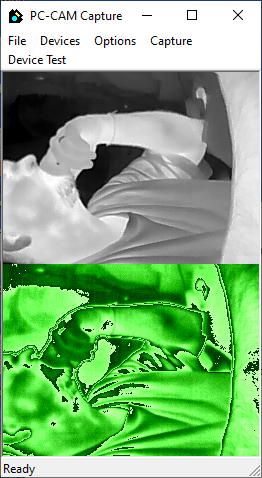 PC-CAM Capture
File Devices Options Capture
Device Test
Ready